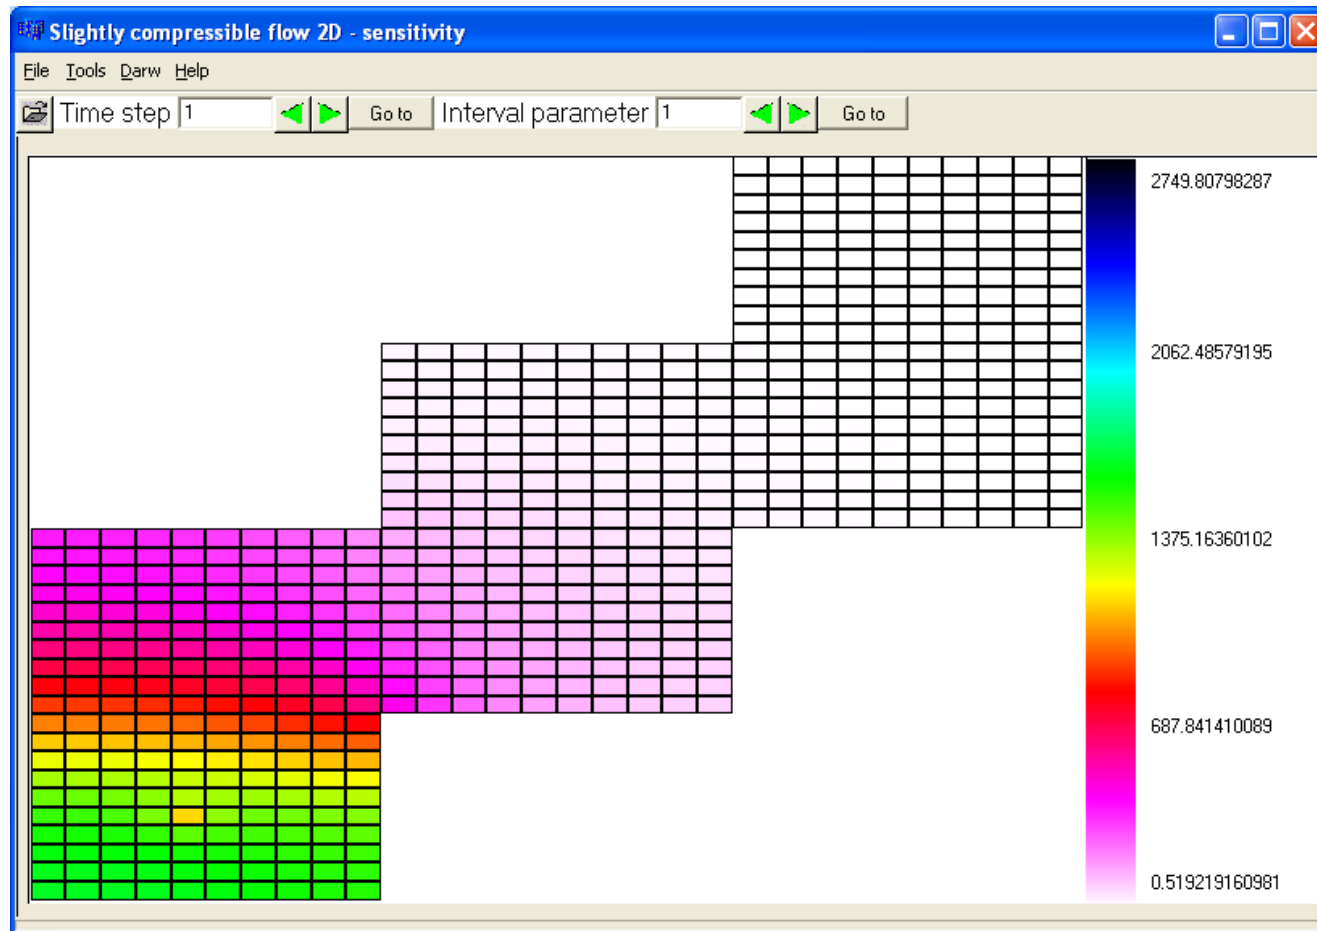 Slightly compressible flow 2D - sensitivity
File Tools Darw Help
Time step 1 Go to Interval parameter 1 Go to
2749.80798287
2062.48579195
1375.16360102
687.841410089
0.519219160981